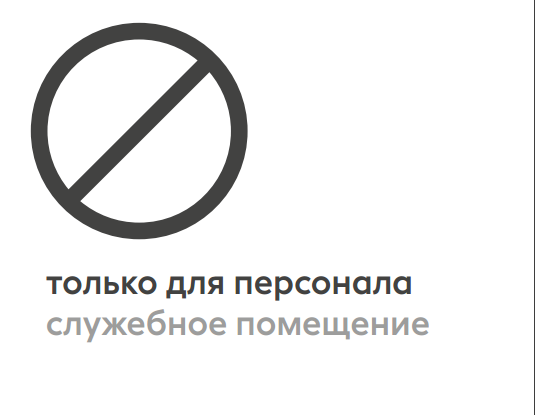 только для персонала
служебное помещение